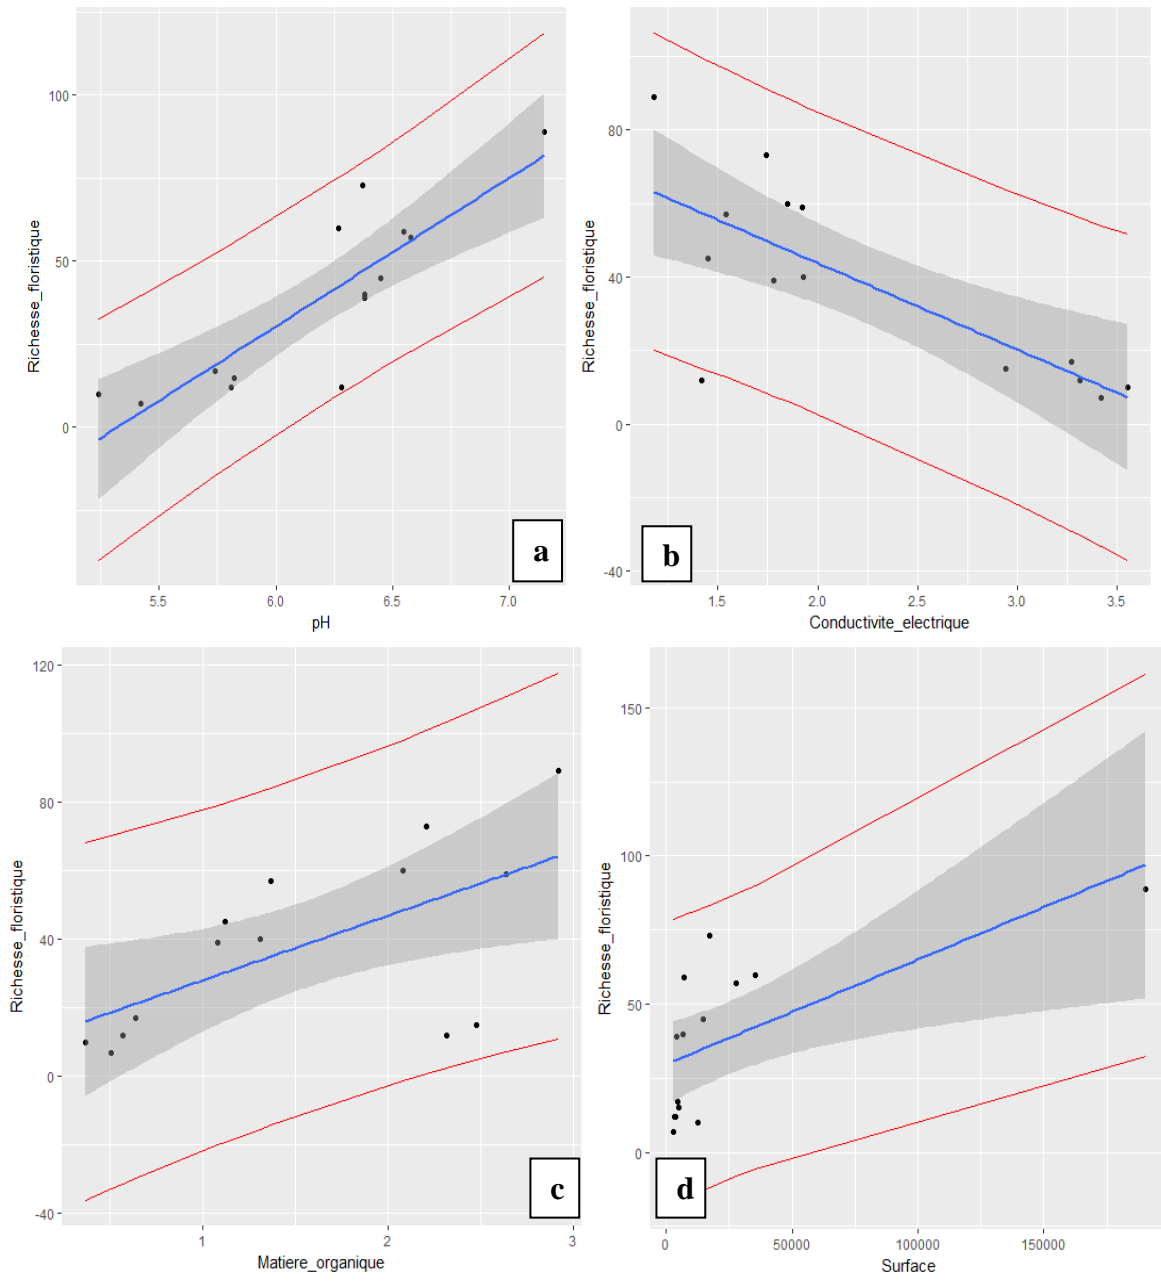 100
50
0
Richesse_floristique
5.5 6.0 6.5 7.0
pH
a
80
40
0
-40
Richesse_floristique
1.5 2.0 2.5 3.0 3.5
Conductivite_electrique
b
120
80
40
0
-40
Richesse_floristique
1 2 3
Matiere_organique
c
150
100
50
0
Richesse_floristique
0 50000 100000 150000
Surface
d